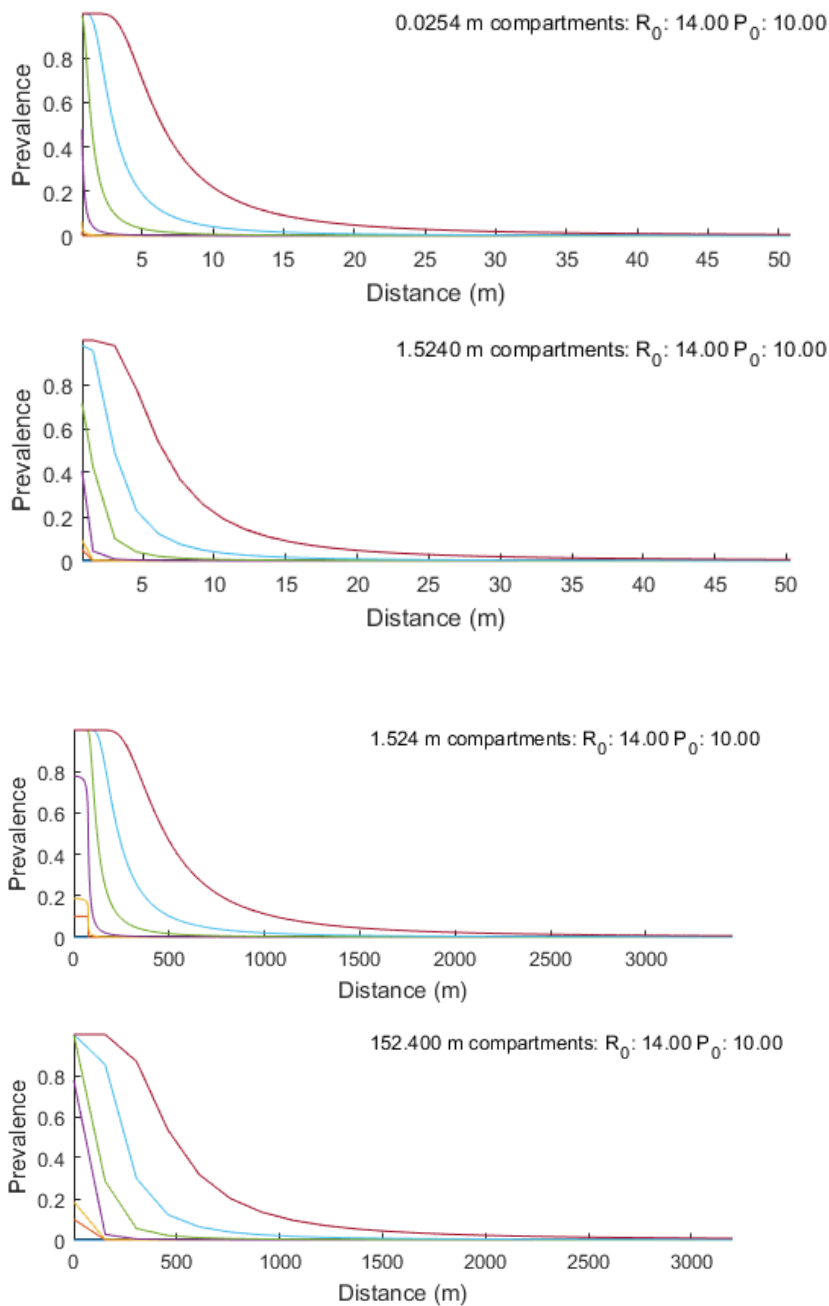 0.0254 m compartments: R0: 14.00 P0: 10.00
Prevalence
0.8
0.6
0.4
0.2
0
5 10 15 20 25 30 35 40 45 50
Distance (m)
1.5240 m compartments: R0: 14.00 P0: 10.00
Prevalence
0.8
0.6
0.4
0.2
0
5 10 15 20 25 30 35 40 45 50
Distance (m)
1.524 m compartments: R0: 14.00 P0: 10.00
Prevalence
0.8
0.6
0.4
0.2
0
0 500 1000 1500 2000 2500 3000
Distance (m)
152.400 m compartments: R0: 14.00 P0: 10.00
Prevalence
0.8
0.6
0.4
0.2
0
0 500 1000 1500 2000 2500 3000
Distance (m)